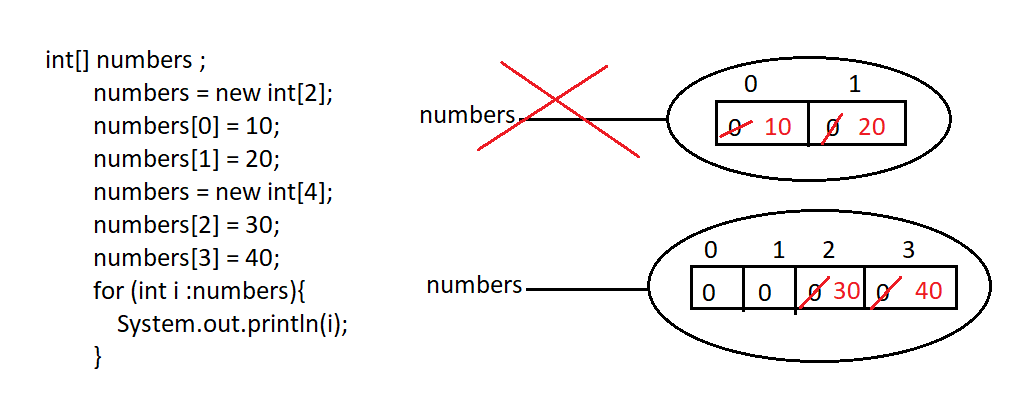 int[] numbers ;
numbers = new int[2];
numbers[0] = 10;
numbers[1] = 20;
numbers = new int[4];
numbers[2] = 30;
numbers[3] = 40;
for (int i :numbers){
System.out.println(i);
}
0 1
numbers 0 10 0 20
0 1 2 3
numbers 0 0 0 30 0 40